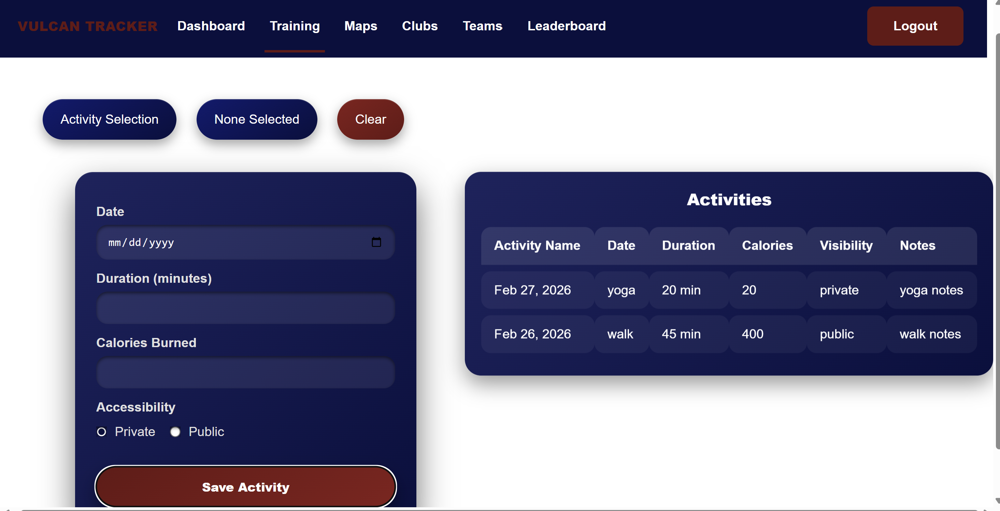 VULCAN TRACKER Dashboard Training Maps Clubs Teams Leaderboard Logout
Activity Selection None Selected Clear
Date
mm/dd/yyyy
Duration (minutes)
Calories Burned
Accessibility
Private Public
Save Activity
Activities
Activity Name Date Duration Calories Visibility Notes
Feb 27, 2026 yoga 20 min 20 private yoga notes
Feb 26, 2026 walk 45 min 400 public walk notes